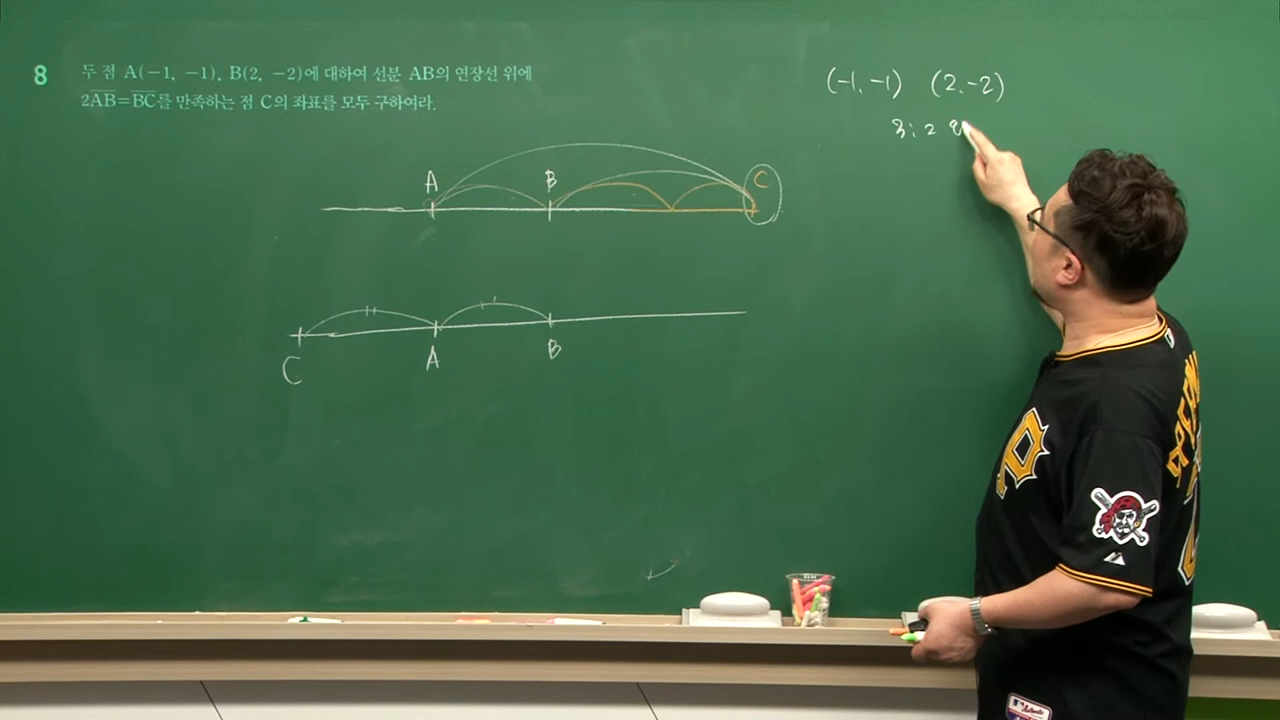 8
두 점 A(−1, −1), B(2, −2)에 대하여 선분 AB의 연장선 위에
2AB=BC를 만족하는 점 C의 좌표를 모두 구하여라.
(-1,-1) (2,-2)
3:2
A B C
C A B
P